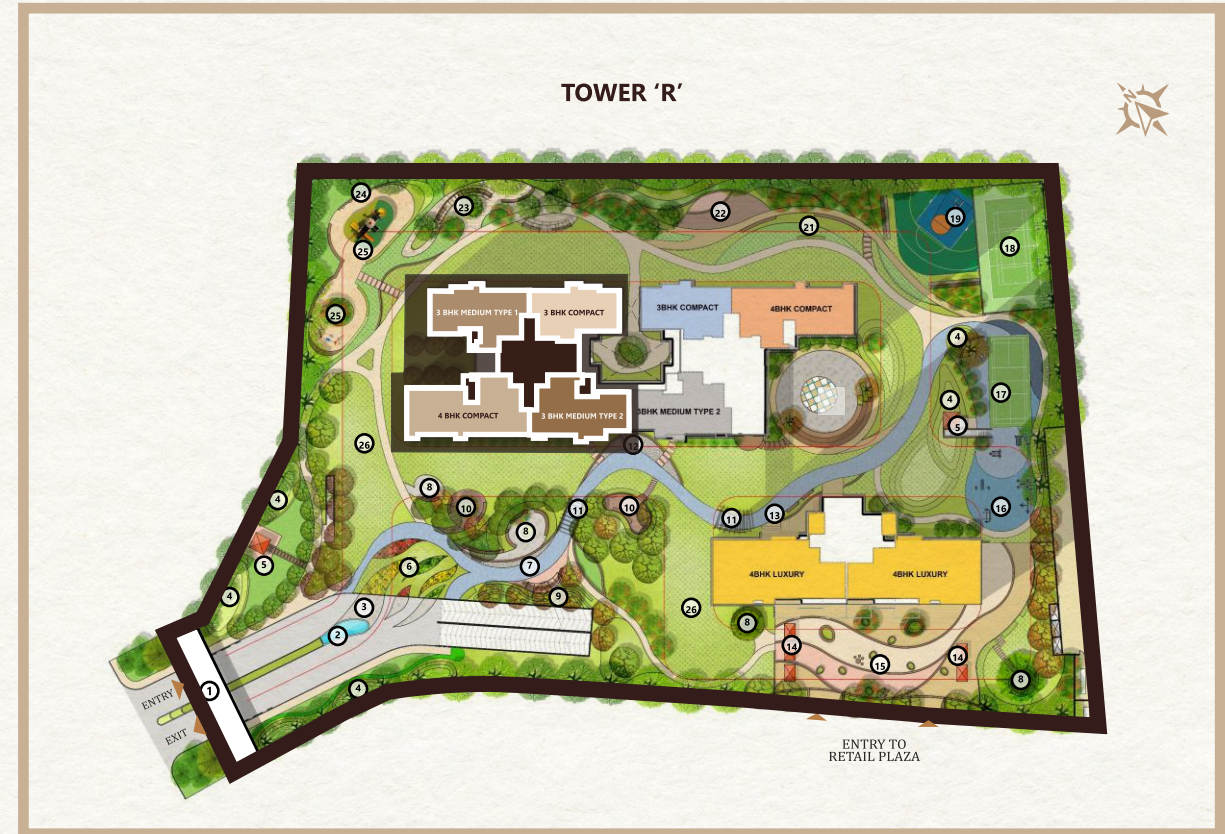 TOWER ‘R’
N
24
23
22
21
19
18
25
25
3 BHK MEDIUM TYPE 1
3 BHK COMPACT
3BHK COMPACT
4BHK COMPACT
4
4
17
5
4 BHK COMPACT
3 BHK MEDIUM TYPE 2
3BHK MEDIUM TYPE 2
26
12
8
10
11
10
11
13
16
4
8
5
7
6
4BHK LUXURY
4BHK LUXURY
4
3
9
26
8
2
14
15
14
8
4
1
ENTRY
EXIT
ENTRY TO
RETAIL PLAZA